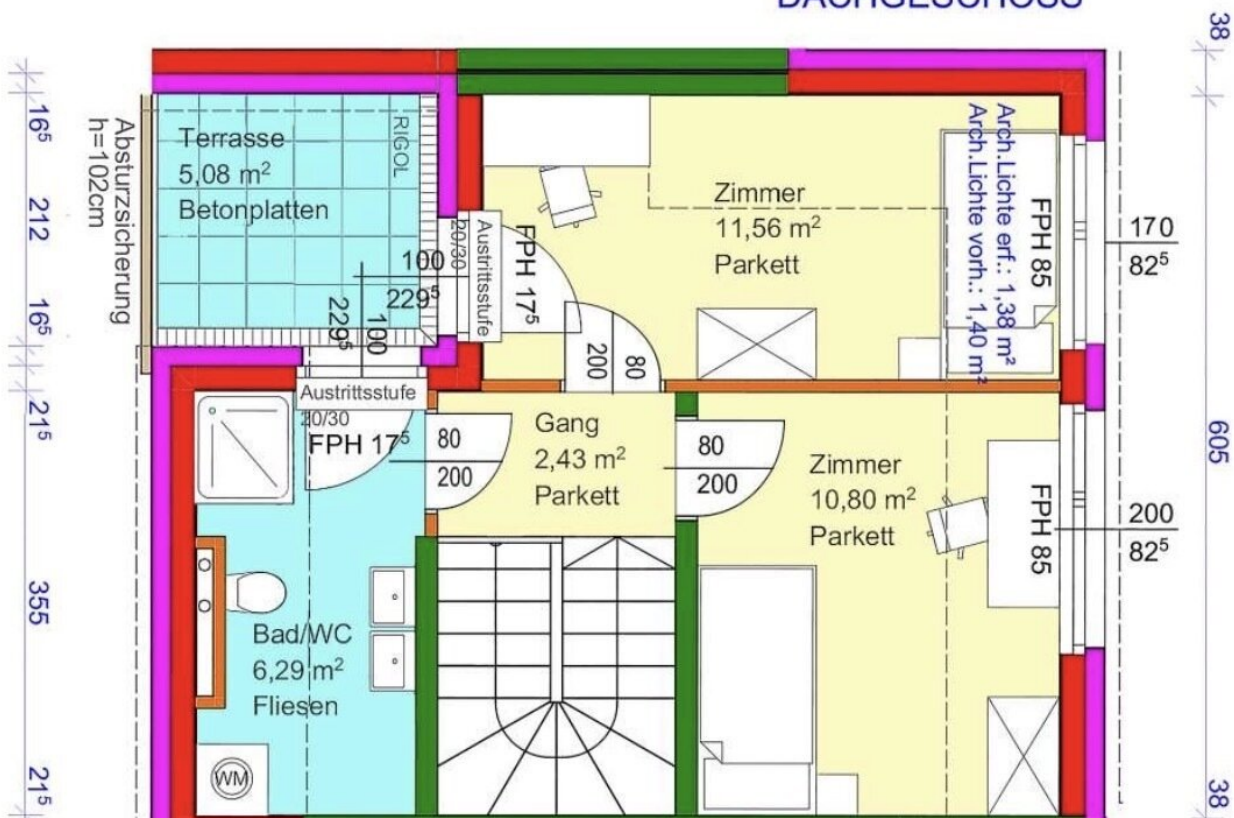 DACHGESCHOSS
38
16⁵
212
16⁵
21⁵
355
21⁵
Absturzsicherung
h=102cm
Terrasse
5,08 m²
Betonplatten
RIGOL
100
229⁵
100
229⁵
20/30
Austrittsstufe
FPH 17⁵
Austrittsstufe
20/30
FPH 17⁵
Zimmer
11,56 m²
Parkett
Arch.Lichte erf.: 1,38 m²
Arch.Lichte vorh.: 1,40 m²
FPH 85
170
82⁵
80
200
80
200
Gang
2,43 m²
Parkett
80
200
Zimmer
10,80 m²
Parkett
FPH 85
200
82⁵
605
Bad/WC
6,29 m²
Fliesen
WM
38